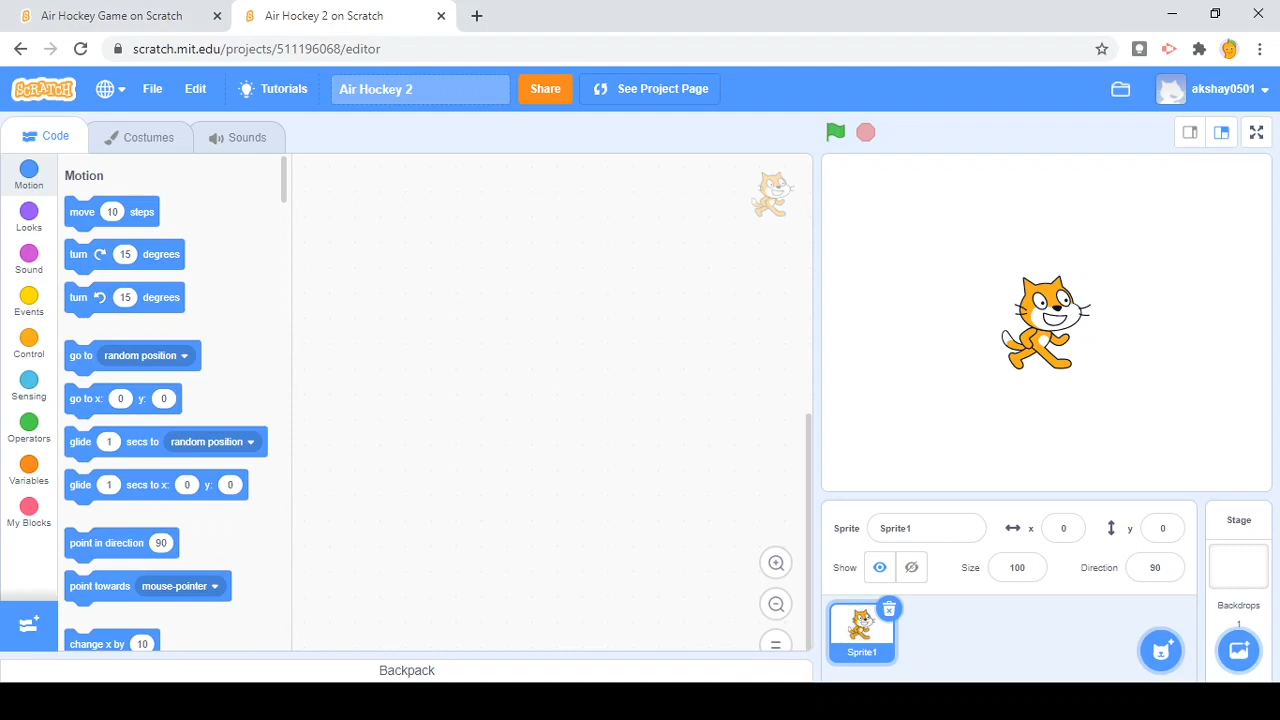 Air Hockey Game on Scratch
Air Hockey 2 on Scratch
scratch.mit.edu/projects/511196068/editor
SCRATCH
File
Edit
Tutorials
Air Hockey 2
Share
See Project Page
akshay0501
Code
Costumes
Sounds
Motion
Looks
Sound
Events
Control
Sensing
Operators
Variables
My Blocks
Motion
move 10 steps
turn 15 degrees
turn 15 degrees
go to random position
go to x: 0 y: 0
glide 1 secs to random position
glide 1 secs to x: 0 y: 0
point in direction 90
point towards mouse-pointer
change x by 10
Backpack
Sprite Sprite1 x 0 y 0
Show Size 100 Direction 90
Sprite1
Stage
Backdrops
1